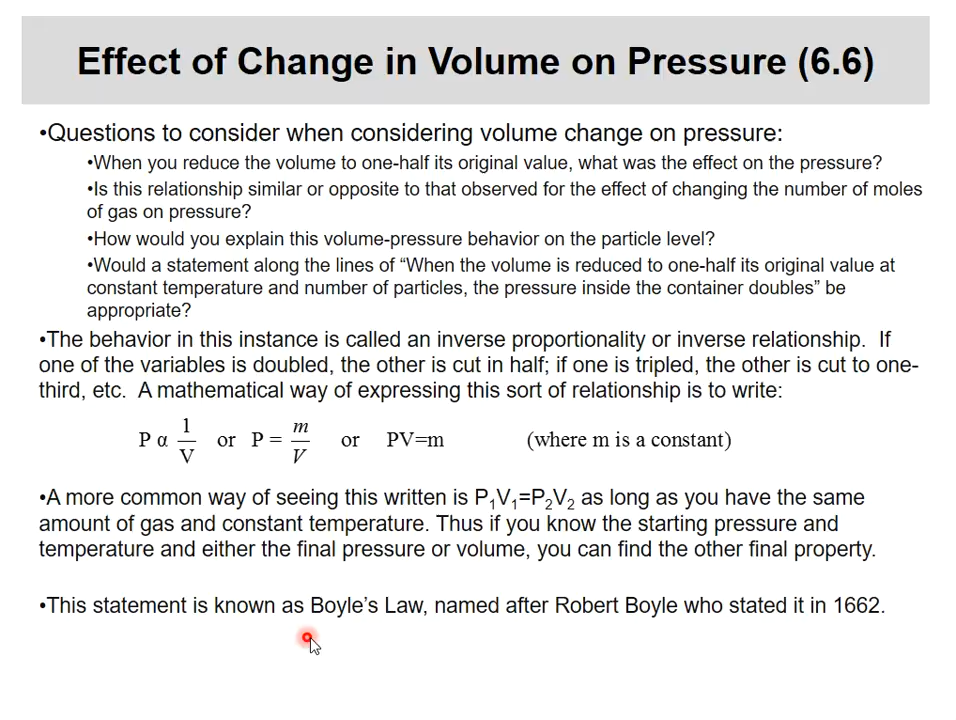 Effect of Change in Volume on Pressure (6.6)
•Questions to consider when considering volume change on pressure:
•When you reduce the volume to one-half its original value, what was the effect on the pressure?
•Is this relationship similar or opposite to that observed for the effect of changing the number of moles
of gas on pressure?
•How would you explain this volume-pressure behavior on the particle level?
•Would a statement along the lines of “When the volume is reduced to one-half its original value at
constant temperature and number of particles, the pressure inside the container doubles” be
appropriate?
•The behavior in this instance is called an inverse proportionality or inverse relationship. If
one of the variables is doubled, the other is cut in half; if one is tripled, the other is cut to one-
third, etc. A mathematical way of expressing this sort of relationship is to write:
P α 1/V or P = m/V or PV=m (where m is a constant)
•A more common way of seeing this written is P₁V₁=P₂V₂ as long as you have the same
amount of gas and constant temperature. Thus if you know the starting pressure and
temperature and either the final pressure or volume, you can find the other final property.
•This statement is known as Boyle’s Law, named after Robert Boyle who stated it in 1662.